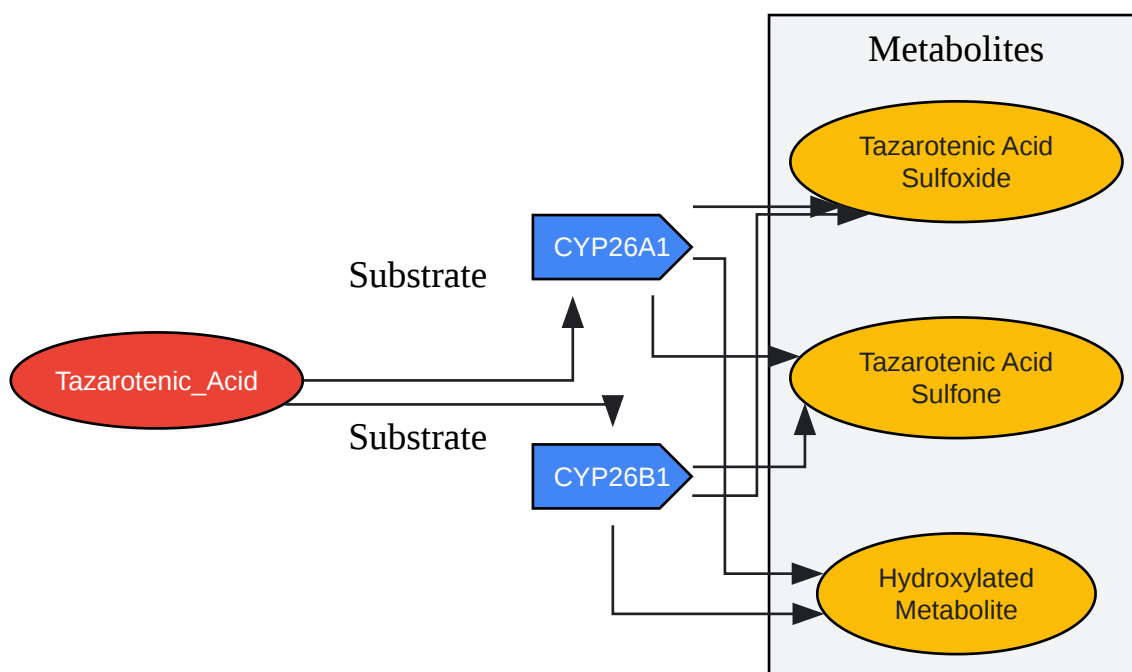 Metabolites
Tazarotenic Acid
Sulfoxide
CYP26A1
Substrate
Tazarotenic_Acid
Tazarotenic Acid
Sulfone
Substrate
CYP26B1
Hydroxylated
Metabolite